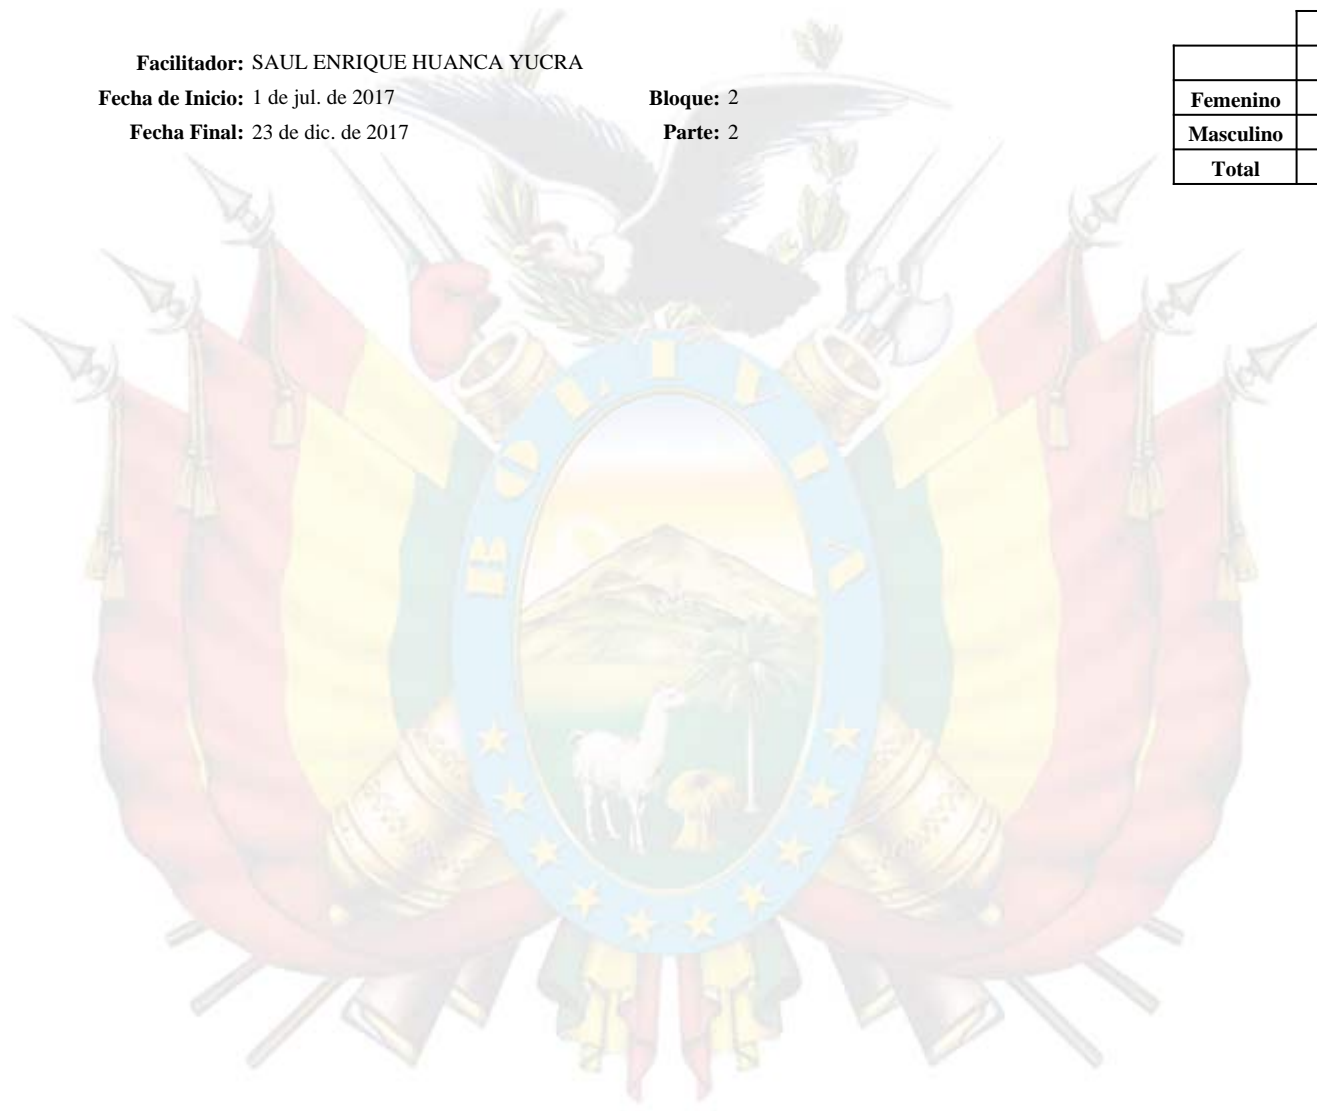 Facilitador: SAUL ENRIQUE HUANCA YUCRA
Fecha de Inicio: 1 de jul. de 2017 Bloque: 2
Fecha Final: 23 de dic. de 2017 Parte: 2
Femenino
Masculino
Total
BOLIVIA